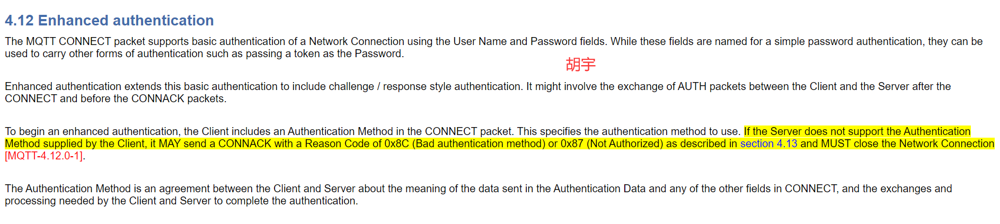 4.12 Enhanced authentication
The MQTT CONNECT packet supports basic authentication of a Network Connection using the User Name and Password fields. While these fields are named for a simple password authentication, they can be
used to carry other forms of authentication such as passing a token as the Password.
胡宇
Enhanced authentication extends this basic authentication to include challenge / response style authentication. It might involve the exchange of AUTH packets between the Client and the Server after the
CONNECT and before the CONNACK packets.
To begin an enhanced authentication, the Client includes an Authentication Method in the CONNECT packet. This specifies the authentication method to use. If the Server does not support the Authentication
Method supplied by the Client, it MAY send a CONNACK with a Reason Code of 0x8C (Bad authentication method) or 0x87 (Not Authorized) as described in section 4.13 and MUST close the Network Connection
[MQTT-4.12.0-1].
The Authentication Method is an agreement between the Client and Server about the meaning of the data sent in the Authentication Data and any of the other fields in CONNECT, and the exchanges and
processing needed by the Client and Server to complete the authentication.